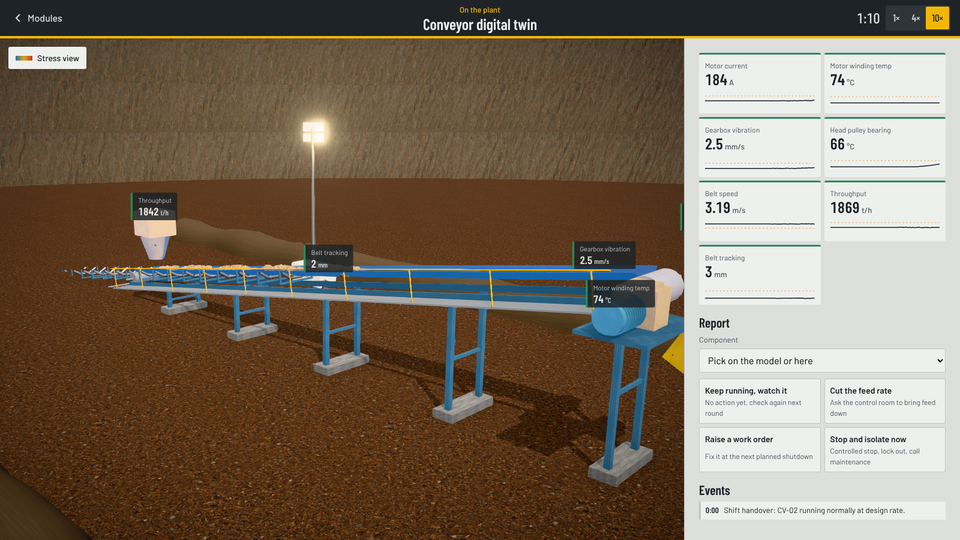 Modules
On the plant
Conveyor digital twin
1:10
1×
4×
10×
Stress view
Throughput
1842 t/h
Belt tracking
2 mm
Gearbox vibration
2.5 mm/s
Motor winding temp
74 °C
Motor current
184 A
Motor winding temp
74 °C
Gearbox vibration
2.5 mm/s
Head pulley bearing
66 °C
Belt speed
3.19 m/s
Throughput
1869 t/h
Belt tracking
3 mm
Report
Component
Pick on the model or here
Keep running, watch it
No action yet, check again next
round
Cut the feed rate
Ask the control room to bring feed
down
Raise a work order
Fix it at the next planned shutdown
Stop and isolate now
Controlled stop, lock out, call
maintenance
Events
0:00 Shift handover: CV-02 running normally at design rate.